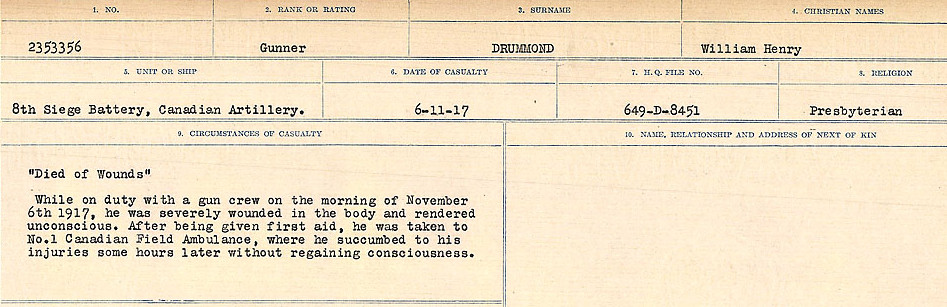 1. NO.
2. RANK OR RATING
3. SURNAME
4. CHRISTIAN NAMES
2353356
Gunner
DRUMMOND
William Henry
5. UNIT OR SHIP
6. DATE OF CASUALTY
7. H.Q. FILE NO.
8. RELIGION
8th Siege Battery, Canadian Artillery.
6-11-17
649-D-8451
Presbyterian
9. CIRCUMSTANCES OF CASUALTY
10. NAME, RELATIONSHIP AND ADDRESS OF NEXT OF KIN
"Died of Wounds"
While on duty with a gun crew on the morning of November
6th 1917, he was severely wounded in the body and rendered
unconscious. After being given first aid, he was taken to
No.1 Canadian Field Ambulance, where he succumbed to his
injuries some hours later without regaining consciousness.